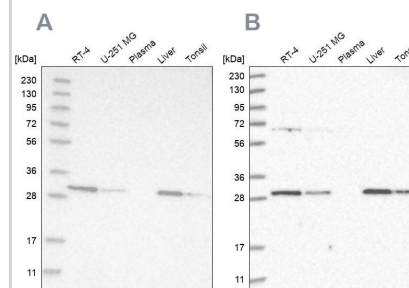 A
[kDa]
RT-4
U-251 MG
Plasma
Liver
Tonsil
230
130
95
72
56
36
28
17
11
B
[kDa]
RT-4
U-251 MG
Plasma
Liver
230
130
95
72
56
36
28
17
11